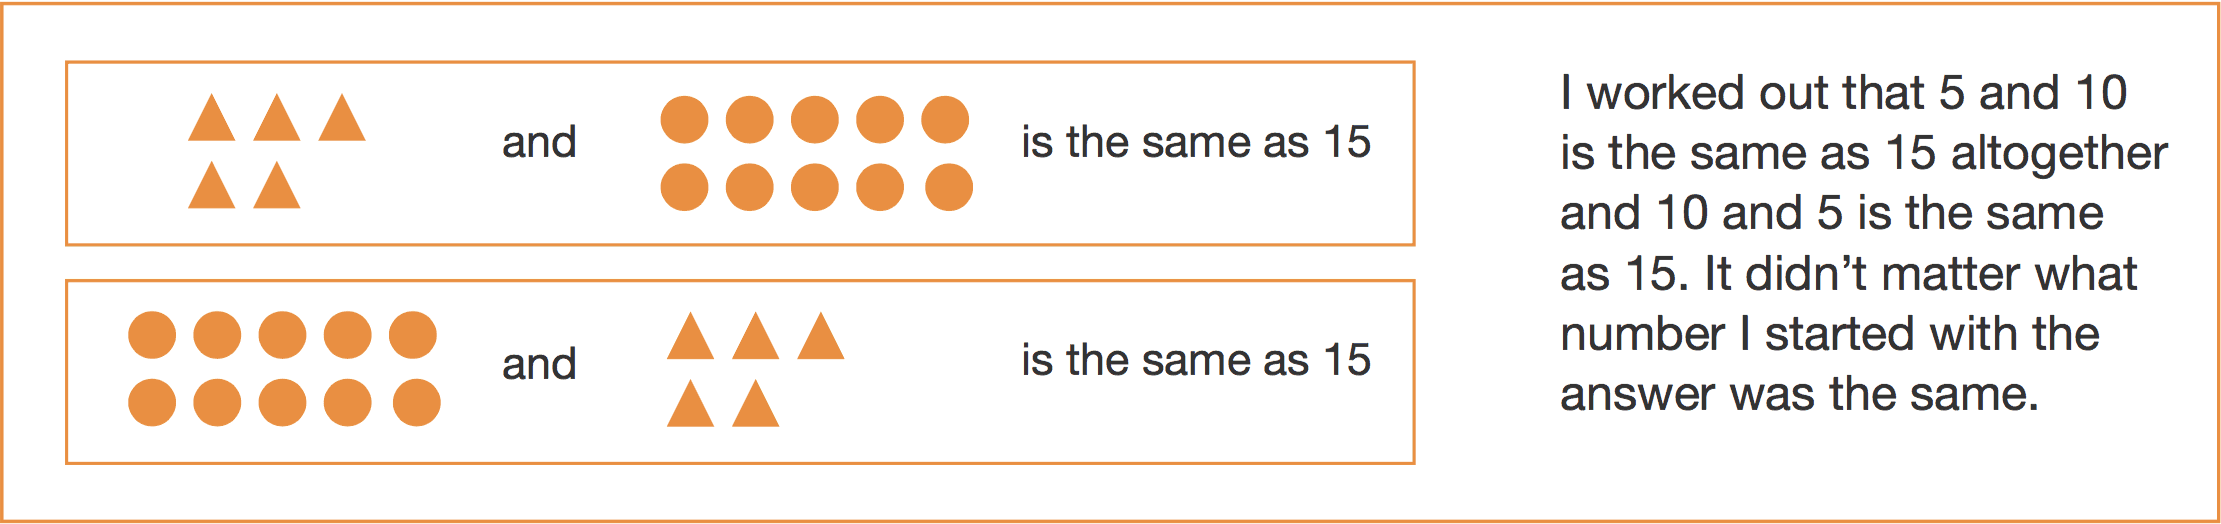 and is the same as 15
and is the same as 15
I worked out that 5 and 10
is the same as 15 altogether
and 10 and 5 is the same
as 15. It didn’t matter what
number I started with the
answer was the same.